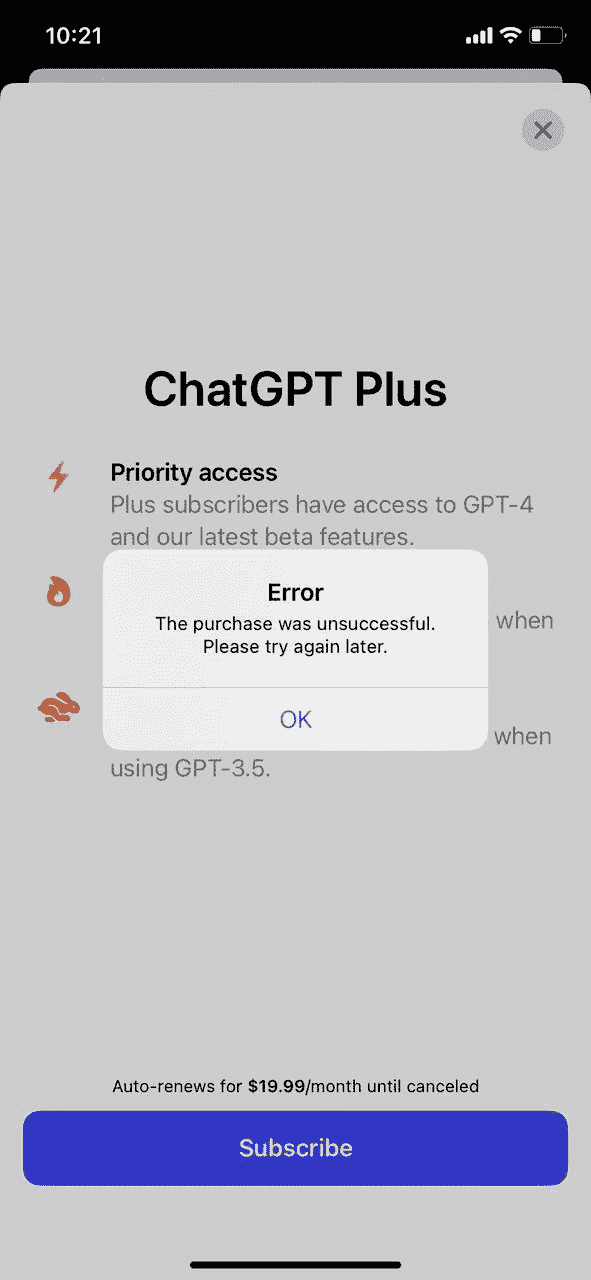 10:21
ChatGPT Plus
Priority access
Plus subscribers have access to GPT-4
and our latest beta features.
Error
The purchase was unsuccessful.
Please try again later.
OK
when
when
using GPT-3.5.
Auto-renews for $19.99/month until canceled
Subscribe